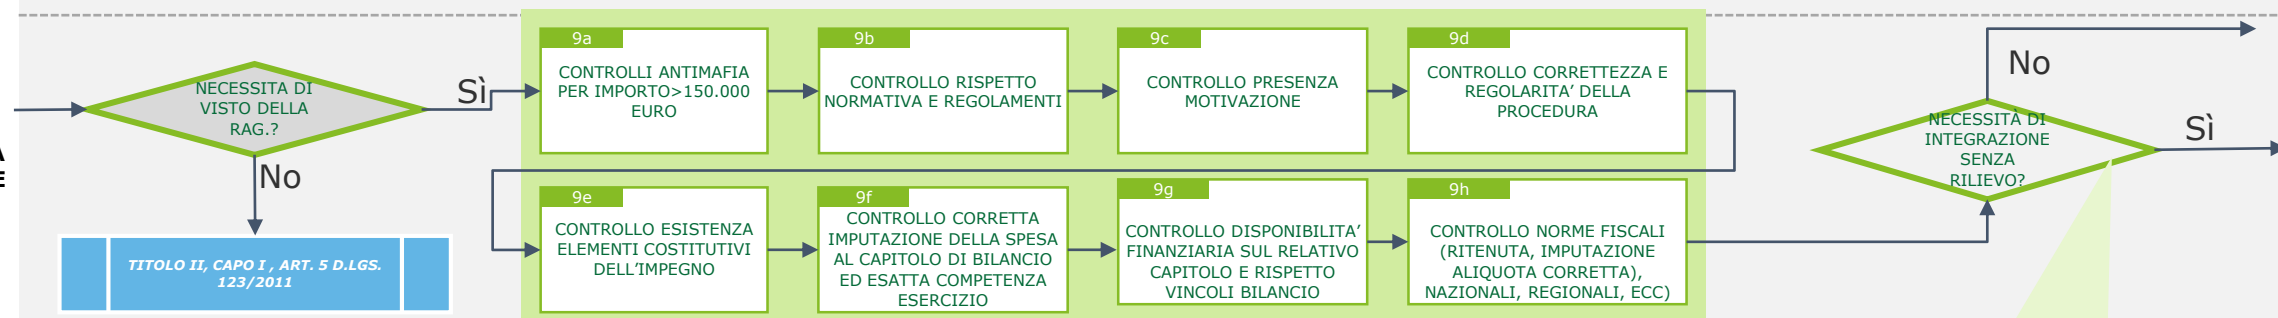 A
E
NECESSITA DI
VISTO DELLA
RAG.?
Sì
No
TITOLO II, CAPO I , ART. 5 D.LGS.
123/2011
9a
CONTROLLI ANTIMAFIA
PER IMPORTO>150.000
EURO
9b
CONTROLLO RISPETTO
NORMATIVA E REGOLAMENTI
9c
CONTROLLO PRESENZA
MOTIVAZIONE
9d
CONTROLLO CORRETTEZZA E
REGOLARITA’ DELLA
PROCEDURA
9e
CONTROLLO ESISTENZA
ELEMENTI COSTITUTIVI
DELL’IMPEGNO
9f
CONTROLLO CORRETTA
IMPUTAZIONE DELLA SPESA
AL CAPITOLO DI BILANCIO
ED ESATTA COMPETENZA
ESERCIZIO
9g
CONTROLLO DISPONIBILITA’
FINANZIARIA SUL RELATIVO
CAPITOLO E RISPETTO
VINCOLI BILANCIO
9h
CONTROLLO NORME FISCALI
(RITENUTA, IMPUTAZIONE
ALIQUOTA CORRETTA),
NAZIONALI, REGIONALI, ECC)
NECESSITÀ DI
INTEGRAZIONE
SENZA
RILIEVO?
No
Sì